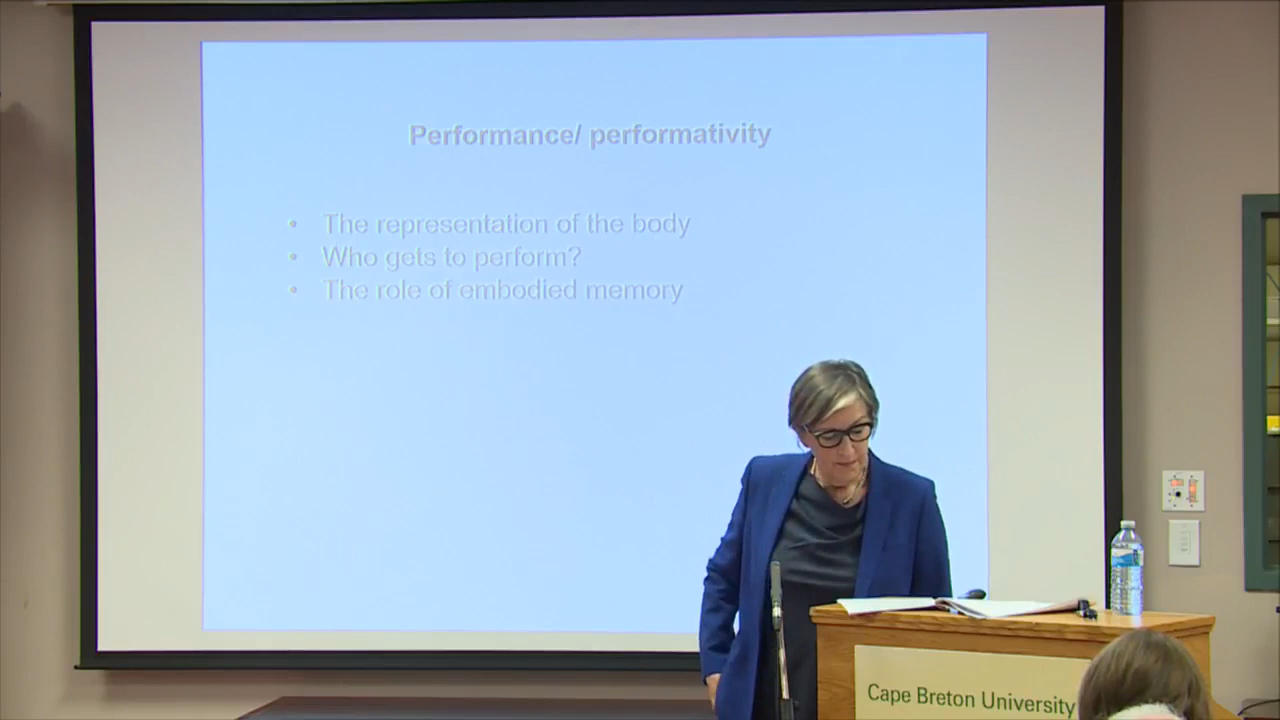 Performance/ performativity
• The representation of the body
• Who gets to perform?
• The role of embodied memory
Cape Breton University